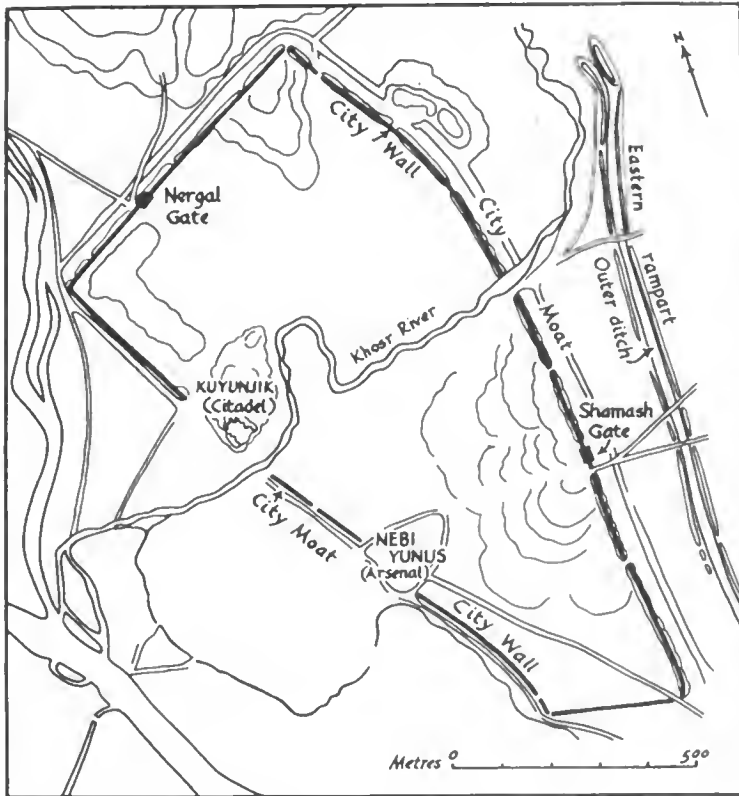 N
City Wall
Nergal
Gate
City
Moat
Eastern
rampart
Outer ditch
Khosr River
KUYUNJIK
(Citadel)
Shamash
Gate
City Moat
NEBI
YUNUS
(Arsenal)
City Wall
Metres 0 500